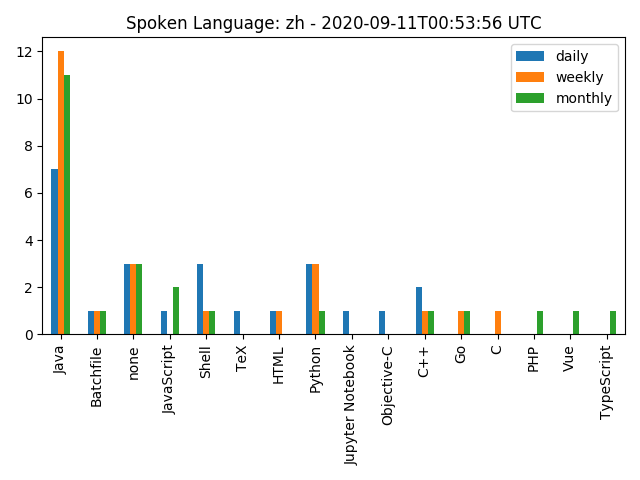 Spoken Language: zh - 2020-09-11T00:53:56 UTC
daily
weekly
monthly
12
10
8
6
4
2
0
Java
Batchfile
none
JavaScript
Shell
TeX
HTML
Python
Jupyter Notebook
Objective-C
C++
Go
C
PHP
Vue
TypeScript